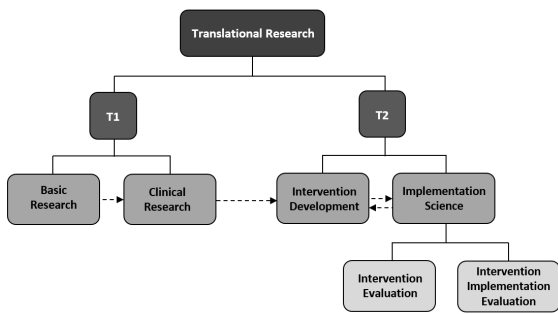 Translational Research
T1
T2
Basic
Research
Clinical
Research
Intervention
Development
Implementation
Science
Intervention
Evaluation
Intervention
Implementation
Evaluation